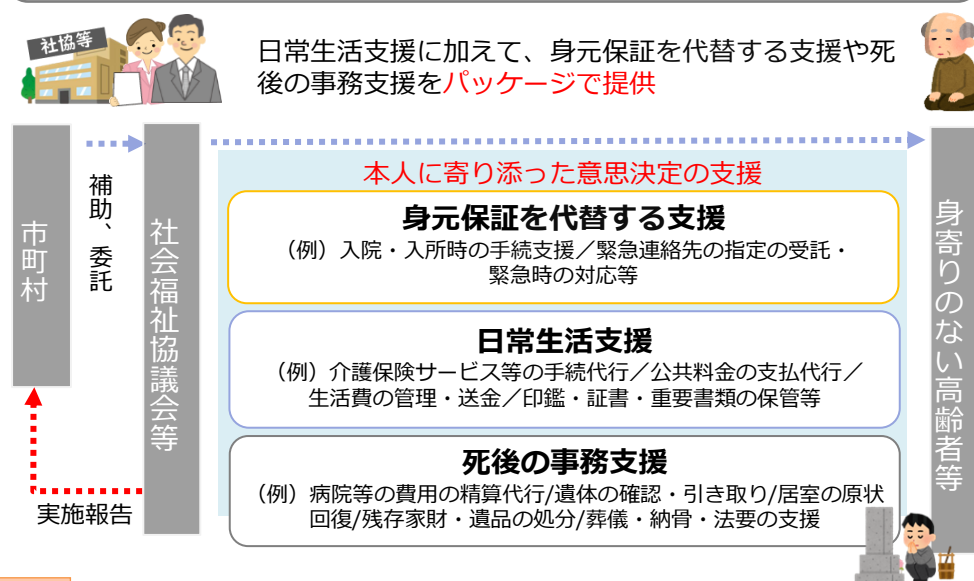 社協等
日常生活支援に加えて、身元保証を代替する支援や死
後の事務支援をパッケージで提供
市町村
補助、委託
社会福祉協議会等
本人に寄り添った意思決定の支援
身元保証を代替する支援
（例）入院・入所時の手続支援／緊急連絡先の指定の受託・
緊急時の対応等
日常生活支援
（例）介護保険サービス等の手続代行／公共料金の支払代行／
生活費の管理・送金／印鑑・証書・重要書類の保管等
死後の事務支援
（例）病院等の費用の精算代行/遺体の確認・引き取り/居室の原状
回復/残存家財・遺品の処分/葬儀・納骨・法要の支援
身寄りのない高齢者等
実施報告